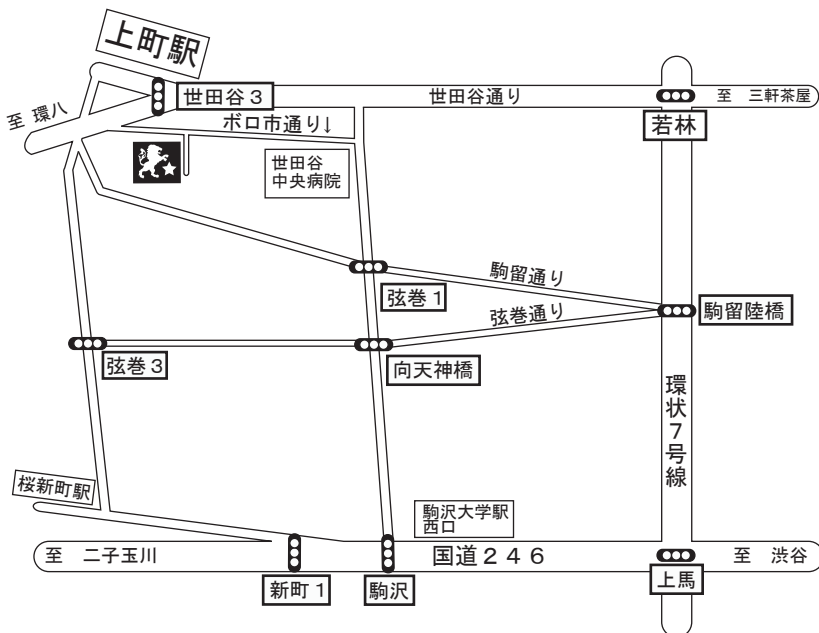 上町駅
世田谷３
世田谷通り
至　三軒茶屋
至 環八
ボロ市通り↓
若林
世田谷
中央病院
駒留通り
弦巻１
弦巻通り
駒留陸橋
弦巻３
向天神橋
環状７号線
桜新町駅
駒沢大学駅
西口
至　二子玉川
国道２４６
至　渋谷
新町１
駒沢
上馬